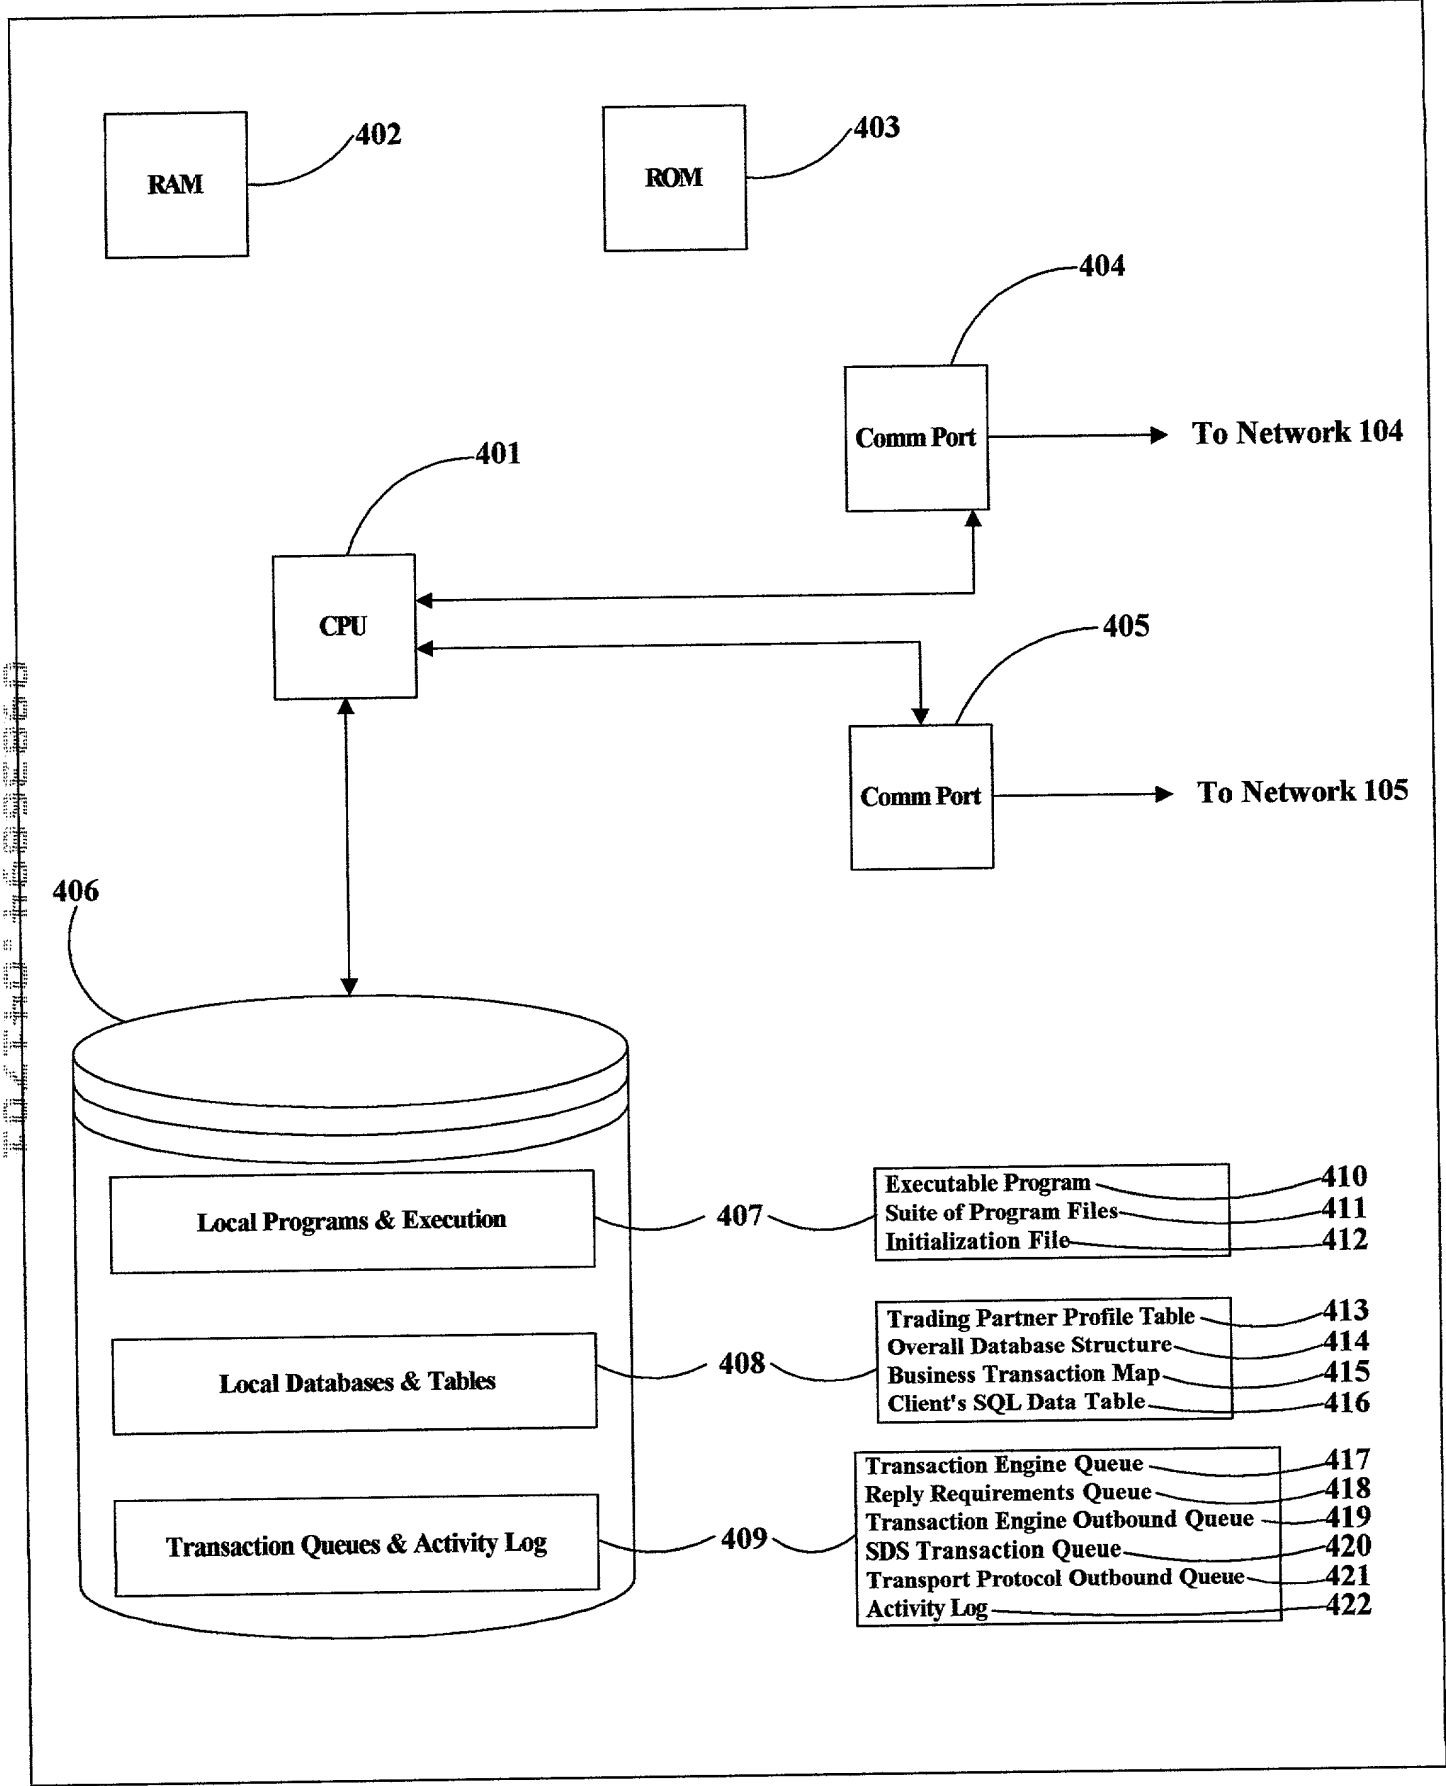 402
403
RAM
ROM
404
Comm Port
To Network 104
401
CPU
405
Comm Port
To Network 105
406
Local Programs & Execution
407
Executable Program
410
Suite of Program Files
411
Initialization File
412
Local Databases & Tables
408
Trading Partner Profile Table
413
Overall Database Structure
414
Business Transaction Map
415
Client's SQL Data Table
416
Transaction Queues & Activity Log
409
Transaction Engine Queue
417
Reply Requirements Queue
418
Transaction Engine Outbound Queue
419
SDS Transaction Queue
420
Transport Protocol Outbound Queue
421
Activity Log
422